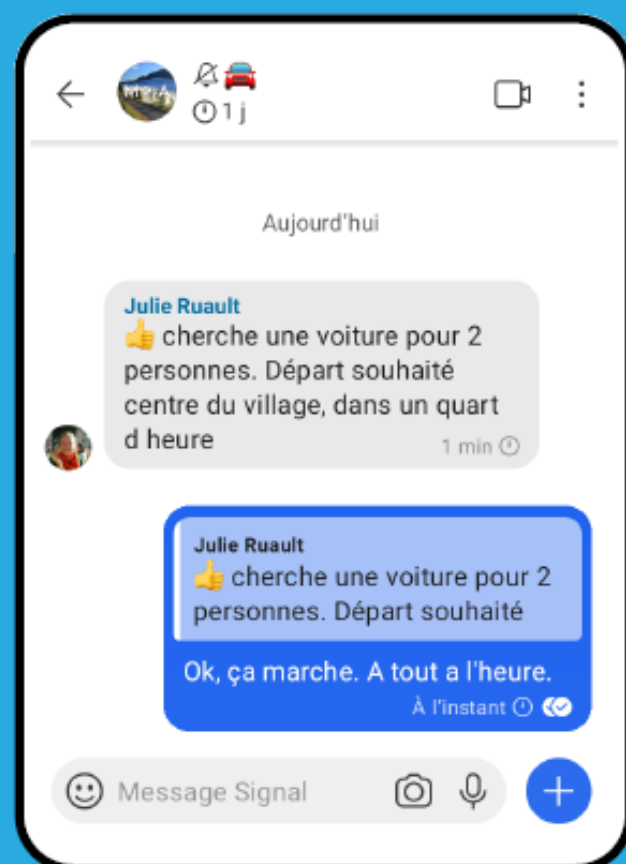 🔕🚗
1 j
Aujourd'hui
Julie Ruault
👍 cherche une voiture pour 2
personnes. Départ souhaité
centre du village, dans un quart
d heure
1 min
Julie Ruault
👍 cherche une voiture pour 2
personnes. Départ souhaité
Ok, ça marche. A tout a l'heure.
À l'instant
Message Signal